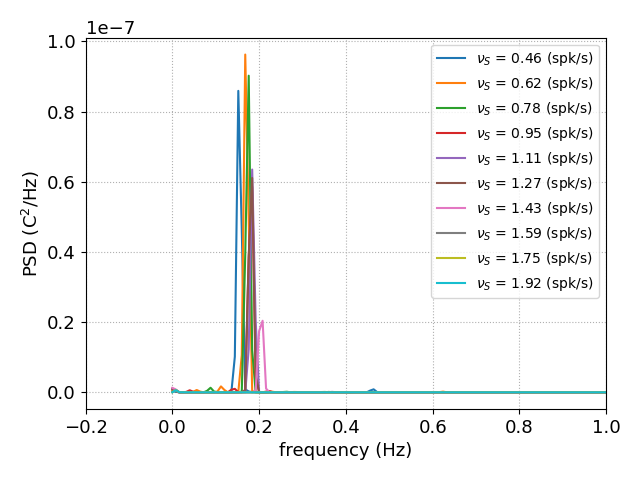 1e−7
1.0
0.8
0.6
0.4
0.2
0.0
PSD (C²/Hz)
ν_S = 0.46 (spk/s)
ν_S = 0.62 (spk/s)
ν_S = 0.78 (spk/s)
ν_S = 0.95 (spk/s)
ν_S = 1.11 (spk/s)
ν_S = 1.27 (spk/s)
ν_S = 1.43 (spk/s)
ν_S = 1.59 (spk/s)
ν_S = 1.75 (spk/s)
ν_S = 1.92 (spk/s)
−0.2 0.0 0.2 0.4 0.6 0.8 1.0
frequency (Hz)